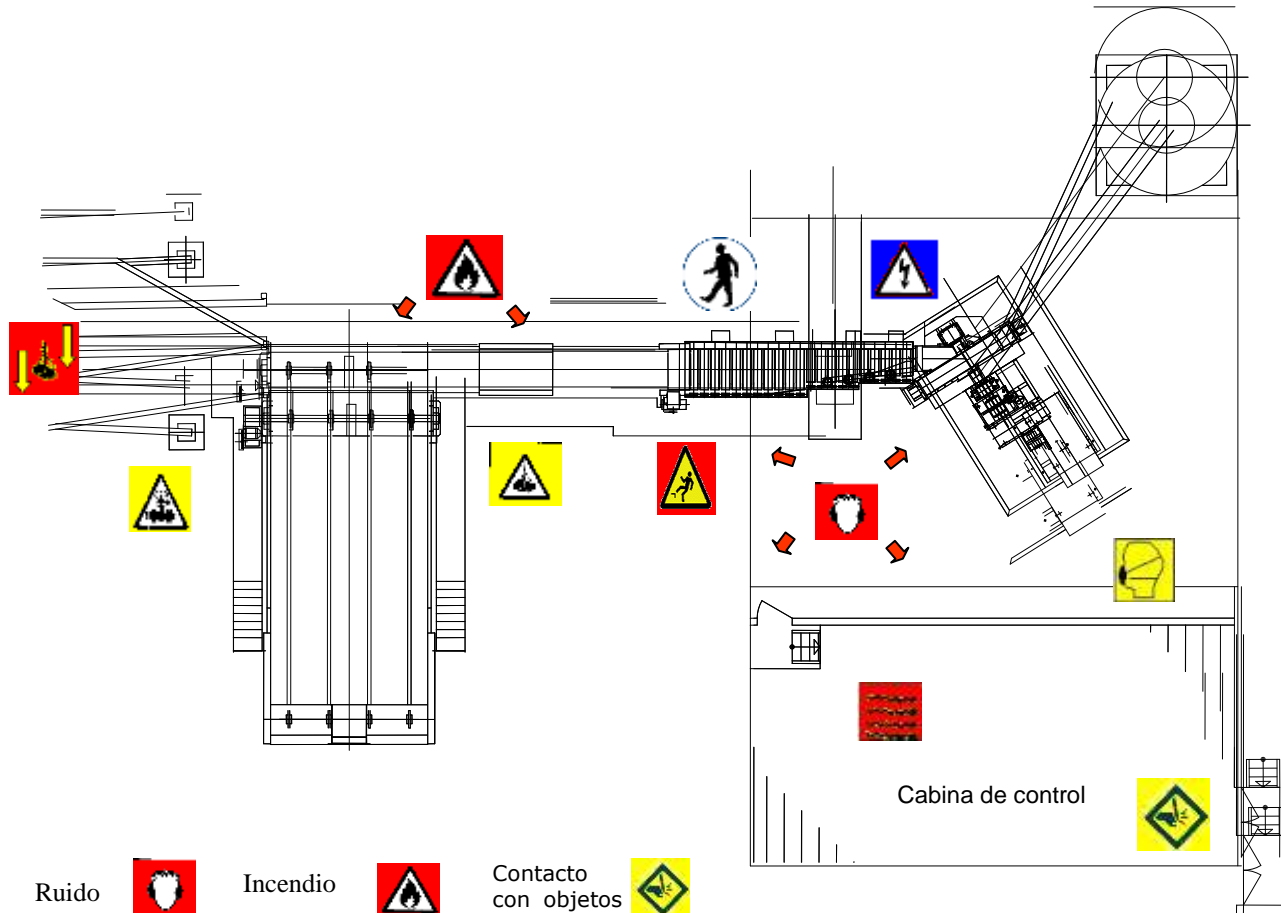 Cabina de control
Ruido
Incendio
Contacto
con objetos